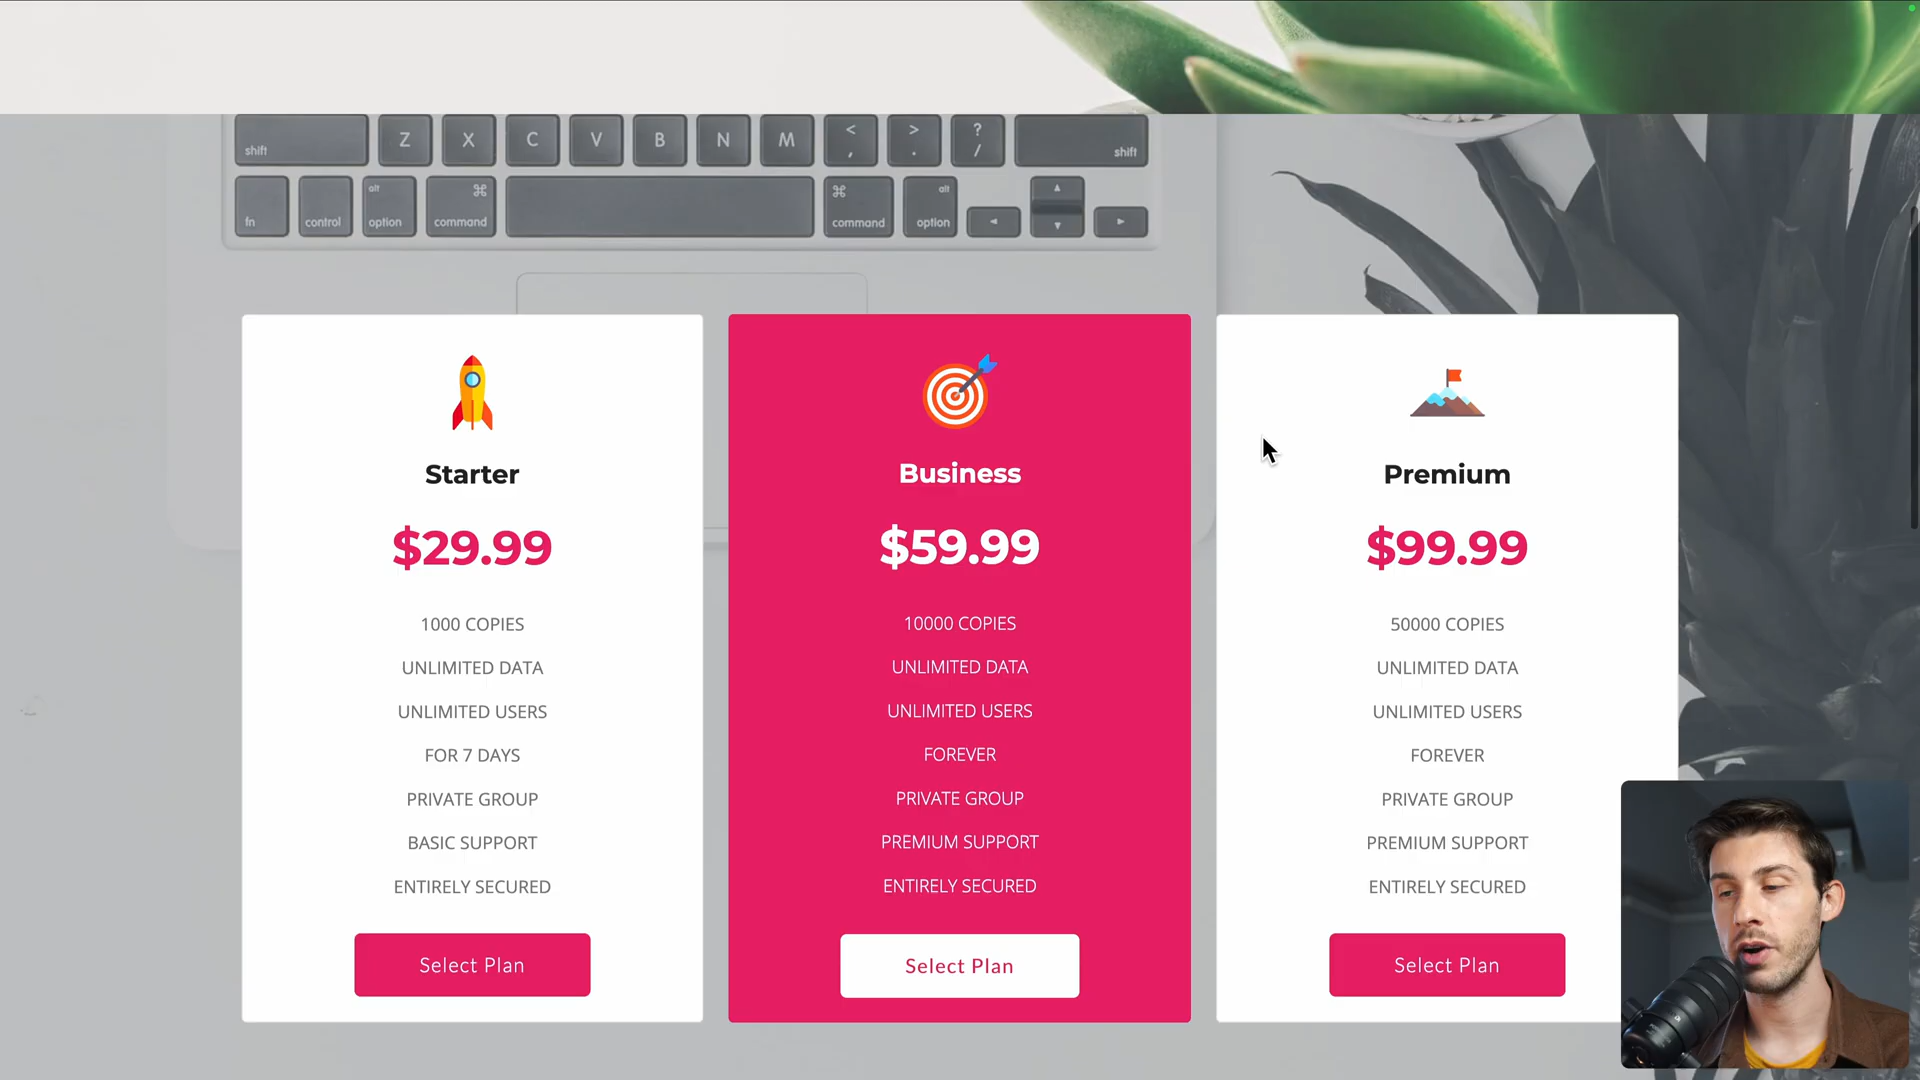 shift
Z
X
C
V
B
N
M
<
,
>
.
?
/
shift
fn
control
alt
option
⌘
command
⌘
command
alt
option
Starter
$29.99
1000 COPIES
UNLIMITED DATA
UNLIMITED USERS
FOR 7 DAYS
PRIVATE GROUP
BASIC SUPPORT
ENTIRELY SECURED
Select Plan
Business
$59.99
10000 COPIES
UNLIMITED DATA
UNLIMITED USERS
FOREVER
PRIVATE GROUP
PREMIUM SUPPORT
ENTIRELY SECURED
Select Plan
Premium
$99.99
50000 COPIES
UNLIMITED DATA
UNLIMITED USERS
FOREVER
PRIVATE GROUP
PREMIUM SUPPORT
ENTIRELY SECURED
Select Plan